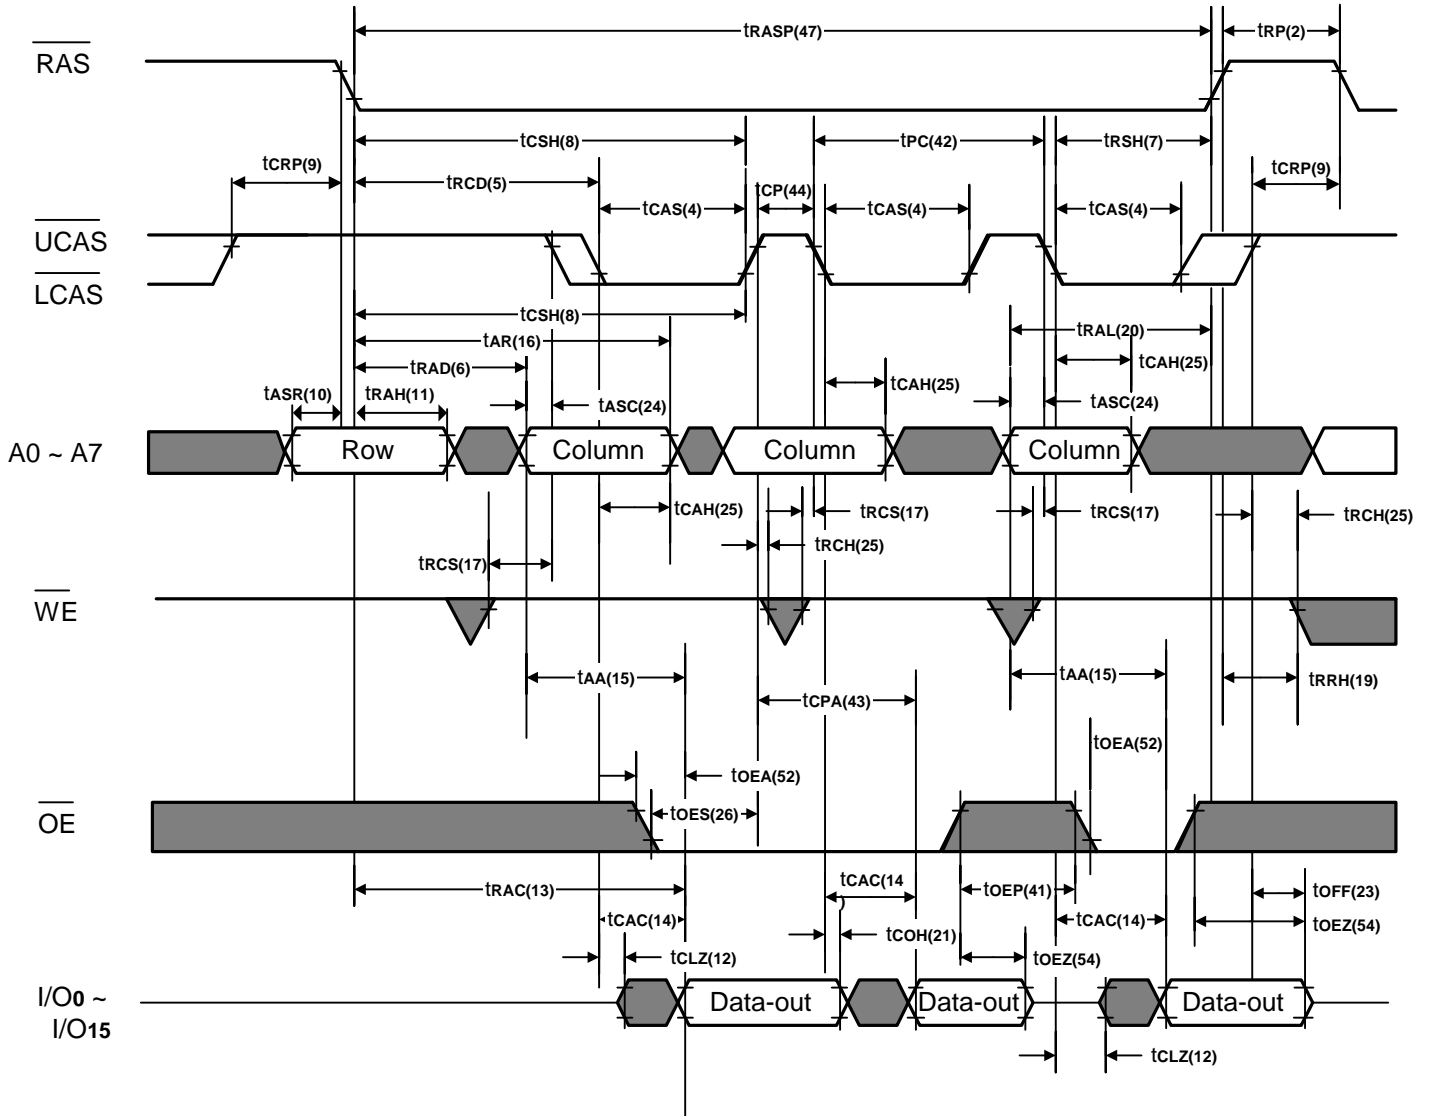 tRASP(47)
tRP(2)
RAS
tCSH(8)
tPC(42)
tRSH(7)
tCRP(9)
tCRP(9)
tRCD(5)
tCP(44)
tCAS(4)
tCAS(4)
tCAS(4)
UCAS
LCAS
tCSH(8)
tRAL(20)
tAR(16)
tRAD(6)
tCAH(25)
tCAH(25)
tASR(10)
tRAH(11)
tASC(24)
tASC(24)
A0 ~ A7
Row
Column
Column
Column
tCAH(25)
tRCS(17)
tRCS(17)
tRCH(25)
tRCH(25)
tRCS(17)
WE
tAA(15)
tAA(15)
tRRH(19)
tCPA(43)
tOEA(52)
tOEA(52)
OE
tOES(26)
tRAC(13)
tCAC(14
)
tOEP(41)
tOFF(23)
tCAC(14)
tCAC(14)
tCOH(21)
tOEZ(54)
tCLZ(12)
tOEZ(54)
I/O0 ~
I/O15
Data-out
Data-out
Data-out
tCLZ(12)